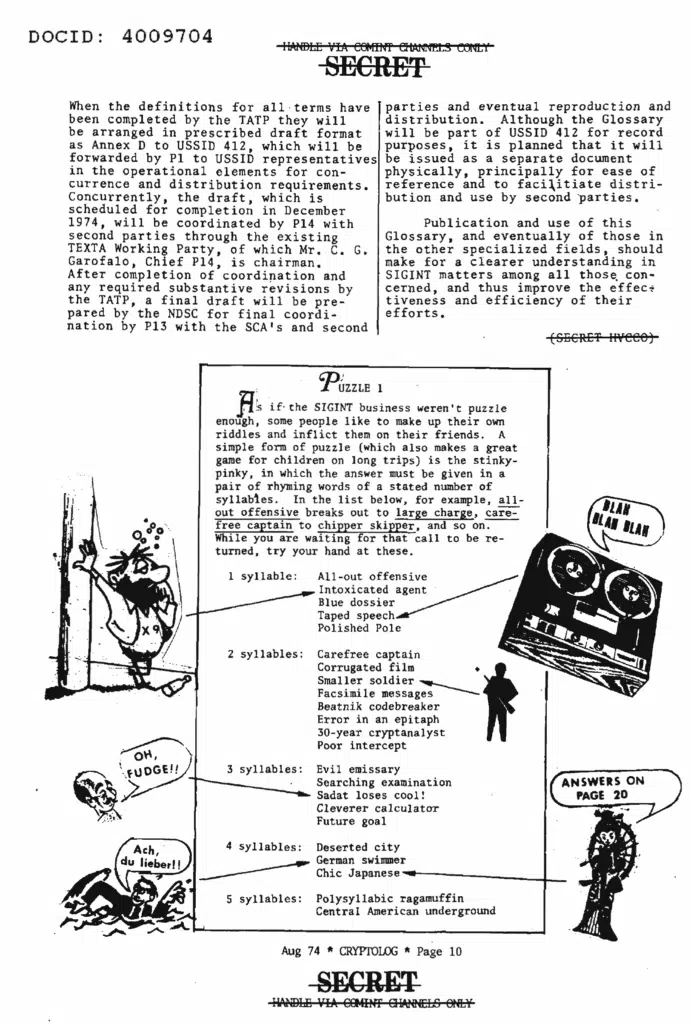 DOCID: 4009704
HANDLE VIA COMINT CHANNELS ONLY
SECRET
When the definitions for all terms have
been completed by the TATP they will
be arranged in prescribed draft format
as Annex D to USSID 412, which will be
forwarded by P1 to USSID representatives
in the operational elements for con-
currence and distribution requirements.
Concurrently, the draft, which is
scheduled for completion in December
1974, will be coordinated by P14 with
second parties through the existing
TEXTA Working Party, of which Mr. C. G.
Garofalo, Chief P14, is chairman.
After completion of coordination and
any required substantive revisions by
the TATP, a final draft will be pre-
pared by the NDSC for final coordi-
nation by P13 with the SCA's and second
parties and eventual reproduction and
distribution. Although the Glossary
will be part of USSID 412 for record
purposes, it is planned that it will
be issued as a separate document
physically, principally for ease of
reference and to facilitiate distri-
bution and use by second parties.
Publication and use of this
Glossary, and eventually of those in
the other specialized fields, should
make for a clearer understanding in
SIGINT matters among all those con-
cerned, and thus improve the effec-
tiveness and efficiency of their
efforts.
(SECRET HVCCO)
PUZZLE 1
As if the SIGINT business weren't puzzle
enough, some people like to make up their own
riddles and inflict them on their friends. A
simple form of puzzle (which also makes a great
game for children on long trips) is the stinky-
pinky, in which the answer must be given in a
pair of rhyming words of a stated number of
syllables. In the list below, for example, all-
out offensive breaks out to large charge, care-
free captain to chipper skipper, and so on.
While you are waiting for that call to be re-
turned, try your hand at these.
1 syllable: All-out offensive
Intoxicated agent
Blue dossier
Taped speech
Polished Pole
2 syllables: Carefree captain
Corrugated film
Smaller soldier
Facsimile messages
Beatnik codebreaker
Error in an epitaph
30-year cryptanalyst
Poor intercept
3 syllables: Evil emissary
Searching examination
Sadat loses cool!
Cleverer calculator
Future goal
4 syllables: Deserted city
German swimmer
Chic Japanese
5 syllables: Polysyllabic ragamuffin
Central American underground
X9
BLAH
BLAH BLAH
OH,
FUDGE!!
Ach,
du lieber!!
ANSWERS ON
PAGE 20
Aug 74 * CRYPTOLOG * Page 10
SECRET
HANDLE VIA COMINT CHANNELS ONLY